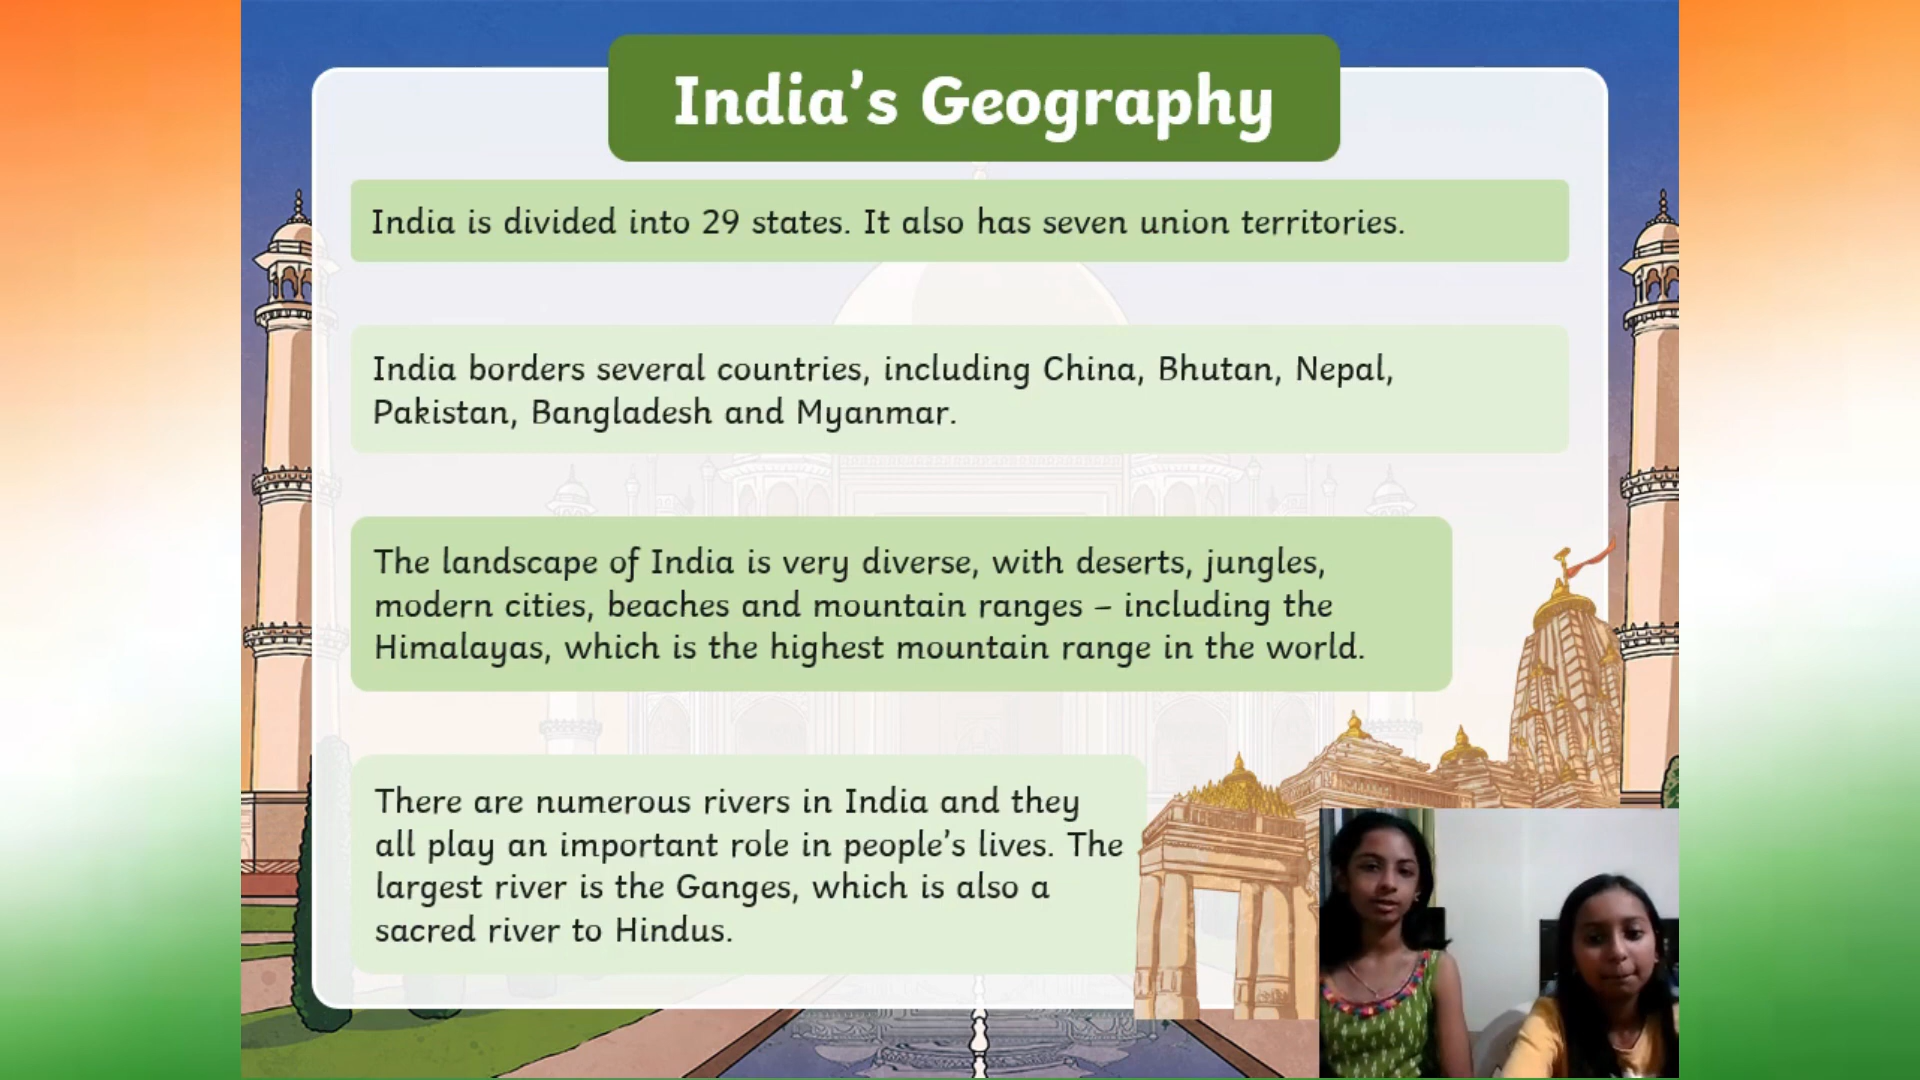 India's Geography
India is divided into 29 states. It also has seven union territories.
India borders several countries, including China, Bhutan, Nepal,
Pakistan, Bangladesh and Myanmar.
The landscape of India is very diverse, with deserts, jungles,
modern cities, beaches and mountain ranges – including the
Himalayas, which is the highest mountain range in the world.
There are numerous rivers in India and they
all play an important role in people's lives. The
largest river is the Ganges, which is also a
sacred river to Hindus.